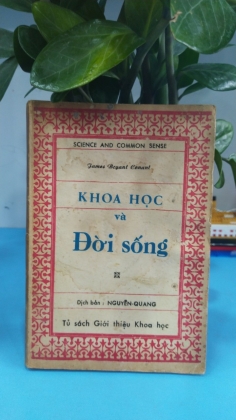 SCIENCE AND COMMON SENSE
James Bryant Conant
KHOA HỌC
và
Đời sống
Dịch bản : NGUYỄN-QUANG
Tủ sách Giới thiệu Khoa học